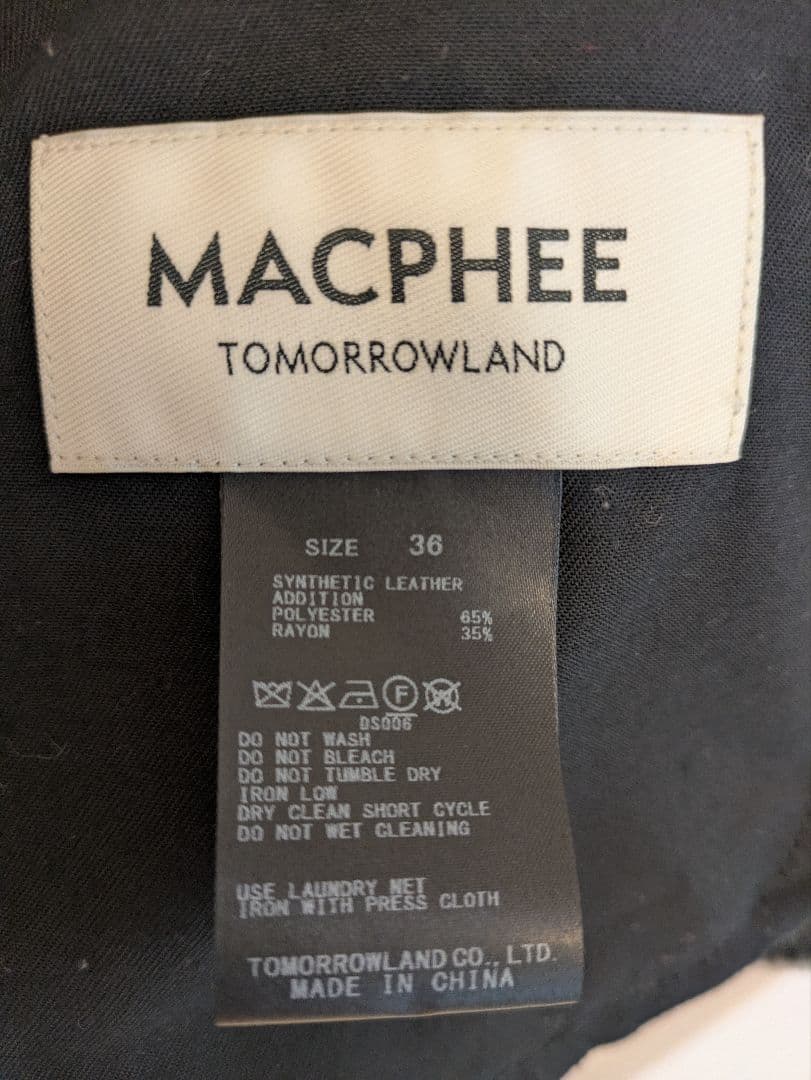 MACPHEE
TOMORROWLAND
SIZE 36
SYNTHETIC LEATHER
ADDITION
POLYESTER 65%
RAYON 35%
F W
DS006
DO NOT WASH
DO NOT BLEACH
DO NOT TUMBLE DRY
IRON LOW
DRY CLEAN SHORT CYCLE
DO NOT WET CLEANING
USE LAUNDRY NET
IRON WITH PRESS CLOTH
TOMORROWLAND CO., LTD.
MADE IN CHINA